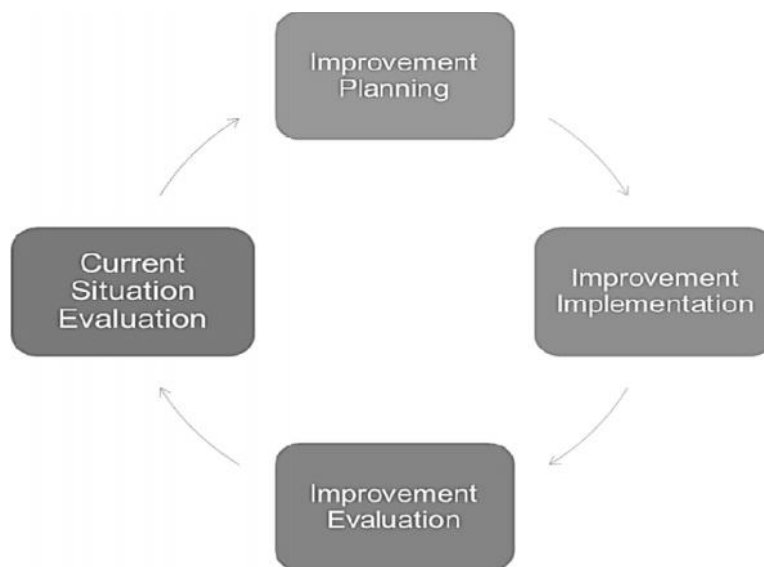 Improvement
Planning
Current
Situation
Evaluation
Improvement
Implementation
Improvement
Evaluation